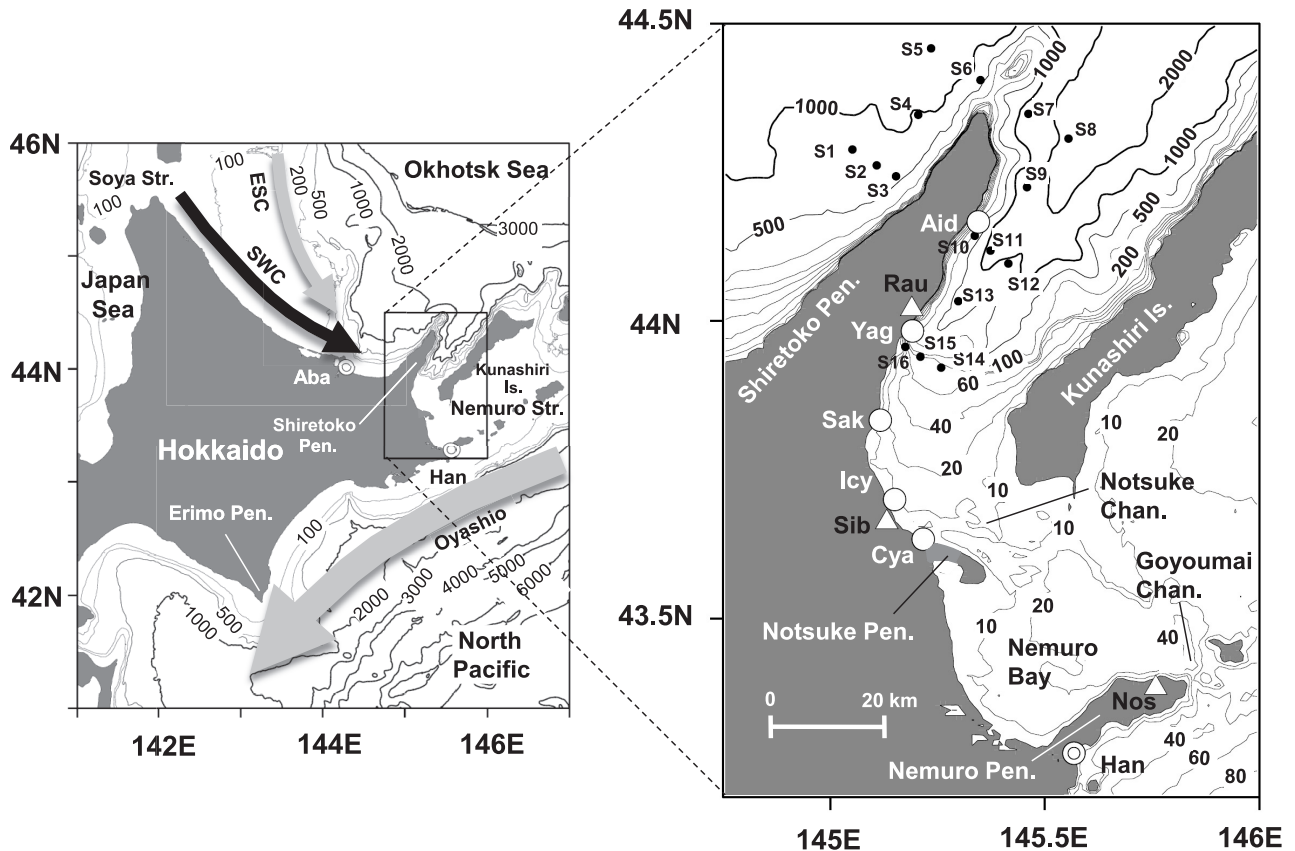 46N
44N
42N
142E
144E
146E
Soya Str.
100
100
ESC
200
500
1000
2000
Okhotsk Sea
3000
SWC
Japan
Sea
Aba
Kunashiri
Is.
Nemuro Str.
Shiretoko
Pen.
Hokkaido
Han
Erimo Pen.
100
Oyashio
500
1000
2000
3000
4000
5000
6000
North
Pacific
44.5N
44N
43.5N
145E
145.5E
146E
S5
S6
1000
2000
1000
S4
S7
S8
S1
S2
S3
S9
1000
500
500
200
Aid
S10
S11
S12
Rau
S13
Yag
S15
S16
S14
100
60
Shiretoko Pen.
Kunashiri Is.
Sak
40
10
20
20
Icy
10
Notsuke
Chan.
Sib
10
Cya
Goyoumai
Chan.
20
10
40
Notsuke Pen.
Nemuro
Bay
0
20 km
Nos
Nemuro Pen.
Han
40
60
80